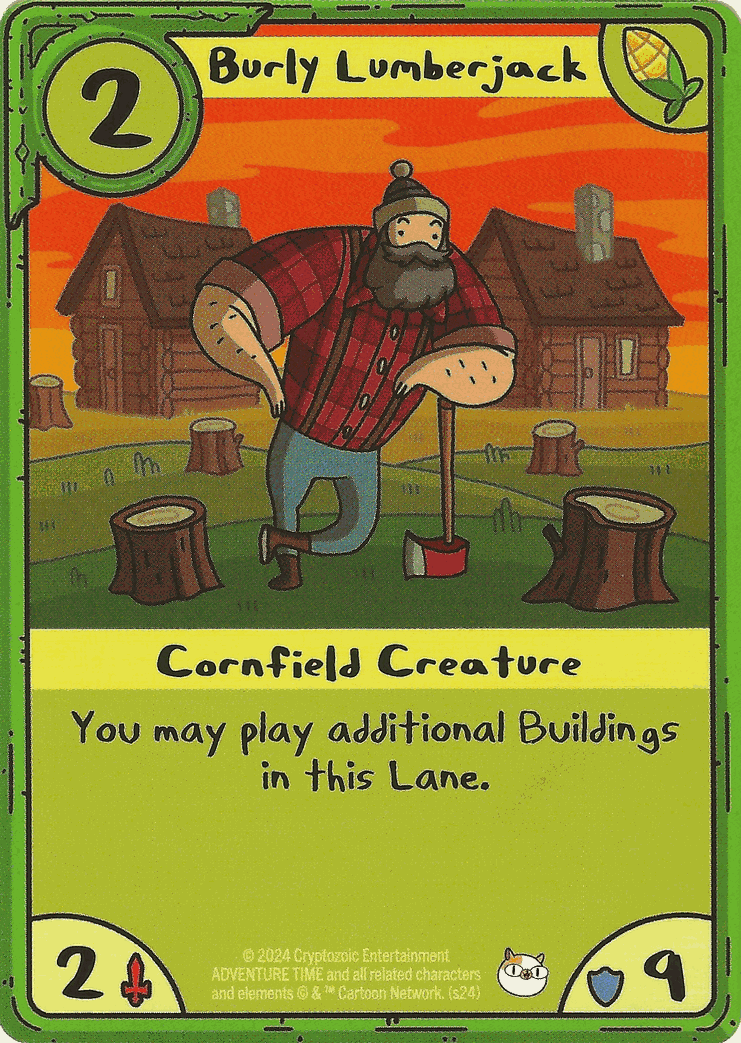 2
Burly Lumberjack
Cornfield Creature
You may play additional Buildings
in this Lane.
2
© 2024 Cryptozoic Entertainment
ADVENTURE TIME and all related characters
and elements © & ™ Cartoon Network. (s24)
9